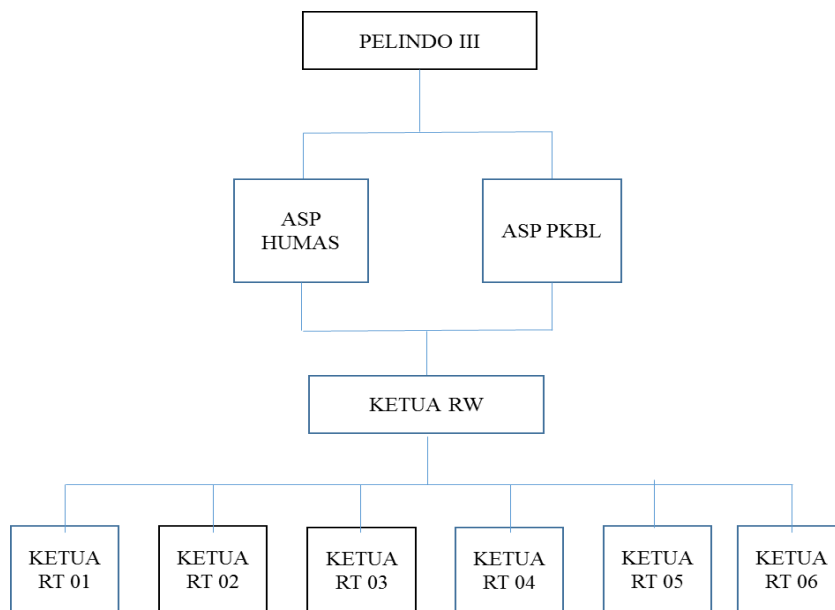 PELINDO III
ASP
HUMAS
ASP PKBL
KETUA RW
KETUA
RT 01
KETUA
RT 02
KETUA
RT 03
KETUA
RT 04
KETUA
RT 05
KETUA
RT 06